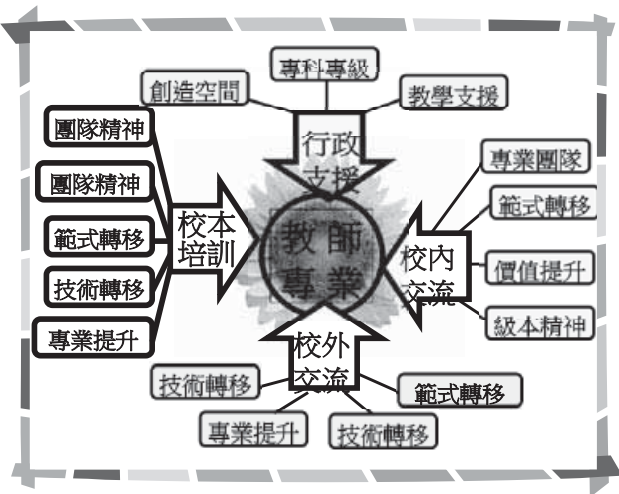 專科專級
創造空間
教學支援
行政
支援
團隊精神
團隊精神
範式轉移
技術轉移
專業提升
校本
培訓
教師
專業
校內
交流
專業團隊
範式轉移
價值提升
級本精神
校外
交流
技術轉移
範式轉移
專業提升
技術轉移